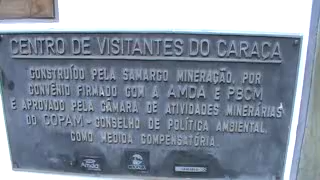 CENTRO DE VISITANTES DO CARAÇA
CONSTRUÍDO PELA SAMARCO MINERAÇÃO, POR
CONVÊNIO FIRMADO COM A AMDA E PBCM
E APROVADO PELA CÂMARA DE ATIVIDADES MINERÁRIAS
DO COPAM - CONSELHO DE POLÍTICA AMBIENTAL,
COMO MEDIDA COMPENSATÓRIA.
CARAÇA